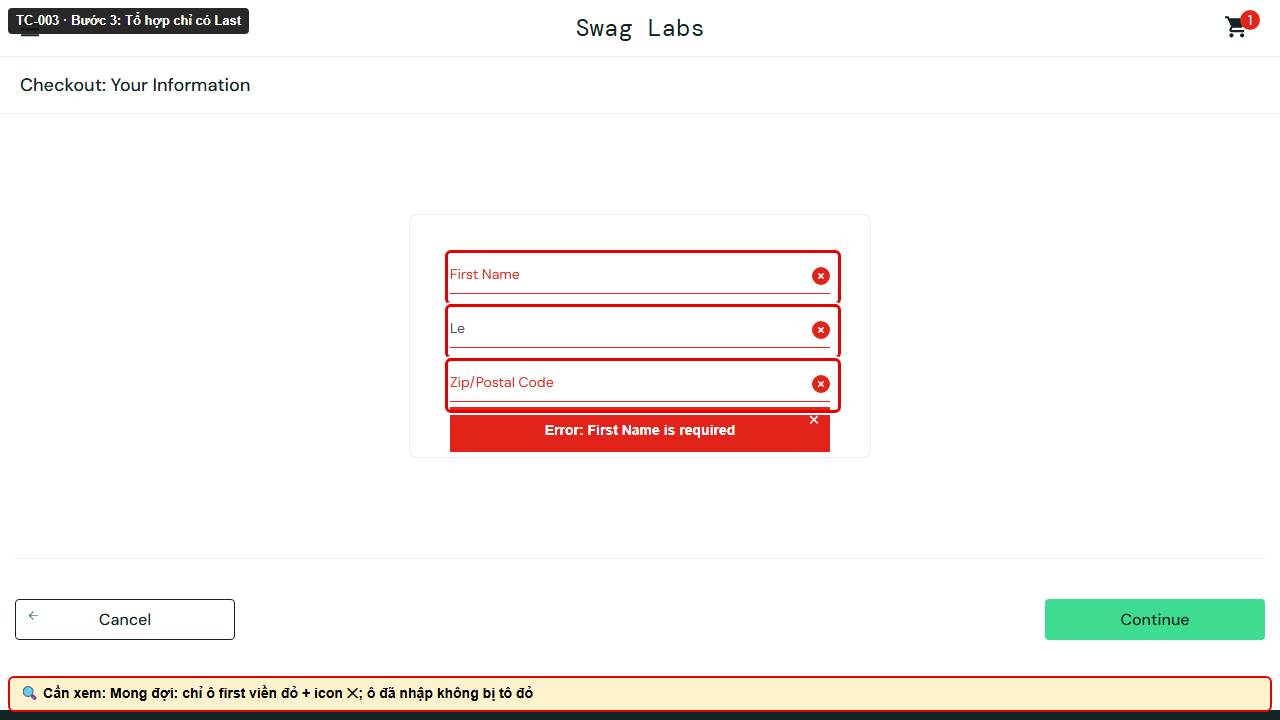 TC-003 · Bước 3: Tổ hợp chỉ có Last
Swag Labs
1
Checkout: Your Information
First Name
Le
Zip/Postal Code
Error: First Name is required
Cancel
Continue
Cần xem: Mong đợi: chỉ ô first viền đỏ + icon ✕; ô đã nhập không bị tô đỏ